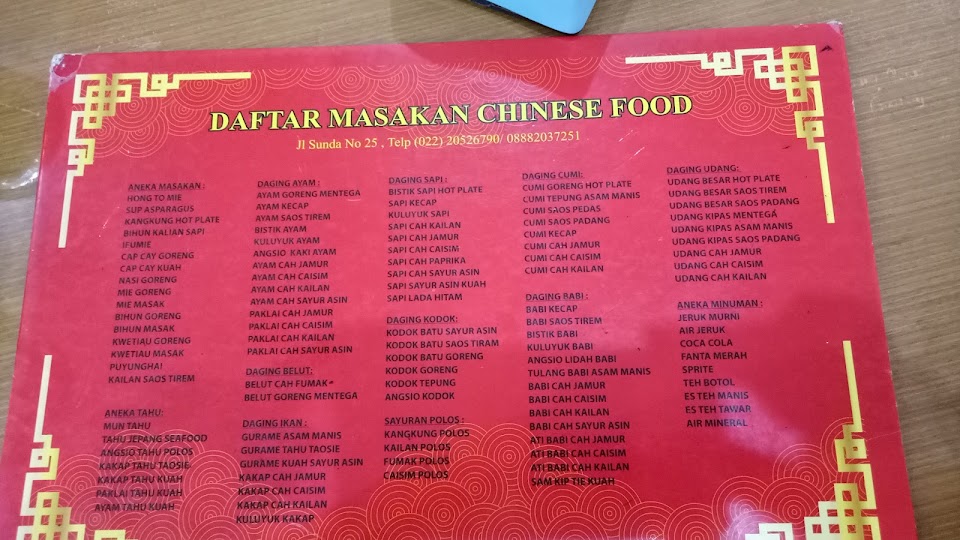 DAFTAR MASAKAN CHINESE FOOD
Jl Sunda No 25 , Telp (022) 20526790/ 08882037251
ANEKA MASAKAN :
HONG TO MIE
SUP ASPARAGUS
KANGKUNG HOT PLATE
BIHUN KALIAN SAPI
IFUMIE
CAP CAY GORENG
CAP CAY KUAH
NASI GORENG
MIE GORENG
MIE MASAK
BIHUN GORENG
BIHUN MASAK
KWETIAU GORENG
KWETIAU MASAK
PUYUNGHAI
KAILAN SAOS TIREM
ANEKA TAHU:
MUN TAHU
TAHU JEPANG SEAFOOD
ANGSIO TAHU POLOS
KAKAP TAHU TAOSIE
KAKAP TAHU KUAH
PAKLAI TAHU KUAH
AYAM TAHU KUAH
DAGING AYAM :
AYAM GORENG MENTEGA
AYAM KECAP
AYAM SAOS TIREM
BISTIK AYAM
KULUYUK AYAM
ANGSIO KAKI AYAM
AYAM CAH JAMUR
AYAM CAH CAISIM
AYAM CAH KAILAN
AYAM CAH SAYUR ASIN
PAKLAI CAH JAMUR
PAKLAI CAH CAISIM
PAKLAI CAH KAILAN
PAKLAI CAH SAYUR ASIN
DAGING BELUT:
BELUT CAH FUMAK
BELUT GORENG MENTEGA
DAGING IKAN :
GURAME ASAM MANIS
GURAME TAHU TAOSIE
GURAME KUAH SAYUR ASIN
KAKAP CAH JAMUR
KAKAP CAH CAISIM
KAKAP CAH KAILAN
KULUYUK KAKAP
DAGING SAPI :
BISTIK SAPI HOT PLATE
SAPI KECAP
KULUYUK SAPI
SAPI CAH KAILAN
SAPI CAH JAMUR
SAPI CAH CAISIM
SAPI CAH PAPRIKA
SAPI CAH SAYUR ASIN
SAPI CAH SAYUR ASIN KUAH
SAPI LADA HITAM
DAGING KODOK:
KODOK BATU SAYUR ASIN
KODOK BATU SAOS TIRAM
KODOK BATU GORENG
KODOK GORENG
KODOK TEPUNG
ANGSIO KODOK
SAYURAN POLOS :
KANGKUNG POLOS
KAILAN POLOS
FUMAK POLOS
CAISIM POLOS
DAGING CUMI:
CUMI GORENG HOT PLATE
CUMI TEPUNG ASAM MANIS
CUMI SAOS PEDAS
CUMI SAOS PADANG
CUMI KECAP
CUMI CAH JAMUR
CUMI CAH CAISIM
CUMI CAH KAILAN
DAGING BABI :
BABI KECAP
BABI SAOS TIREM
BISTIK BABI
KULUYUK BABI
ANGSIO LIDAH BABI
TULANG BABI ASAM MANIS
BABI CAH JAMUR
BABI CAH CAISIM
BABI CAH KAILAN
BABI CAH SAYUR ASIN
ATI BABI CAH JAMUR
ATI BABI CAH CAISIM
ATI BABI CAH KAILAN
SAM KIP TIE KUAH
DAGING UDANG:
UDANG BESAR HOT PLATE
UDANG BESAR SAOS TIREM
UDANG BESAR SAOS PADANG
UDANG KIPAS MENTEGA
UDANG KIPAS ASAM MANIS
UDANG KIPAS SAOS PADANG
UDANG CAH JAMUR
UDANG CAH CAISIM
UDANG CAH KAILAN
ANEKA MINUMAN :
JERUK MURNI
AIR JERUK
COCA COLA
FANTA MERAH
SPRITE
TEH BOTOL
ES TEH MANIS
ES TEH TAWAR
AIR MINERAL